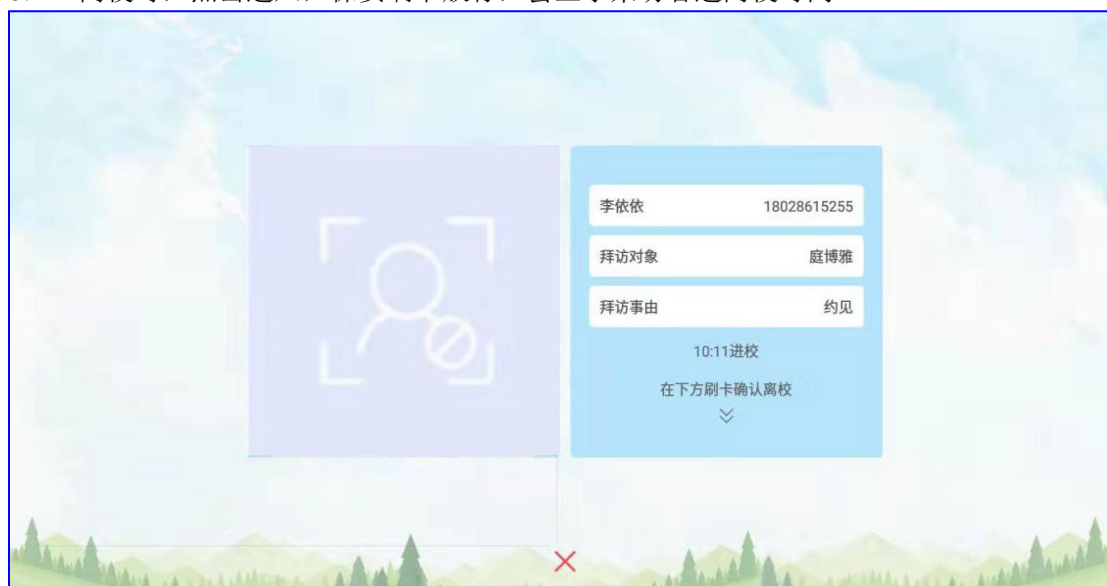 李依依 18028615255
拜访对象 庭博雅
拜访事由 约见
10:11进校
在下方刷卡确认离校